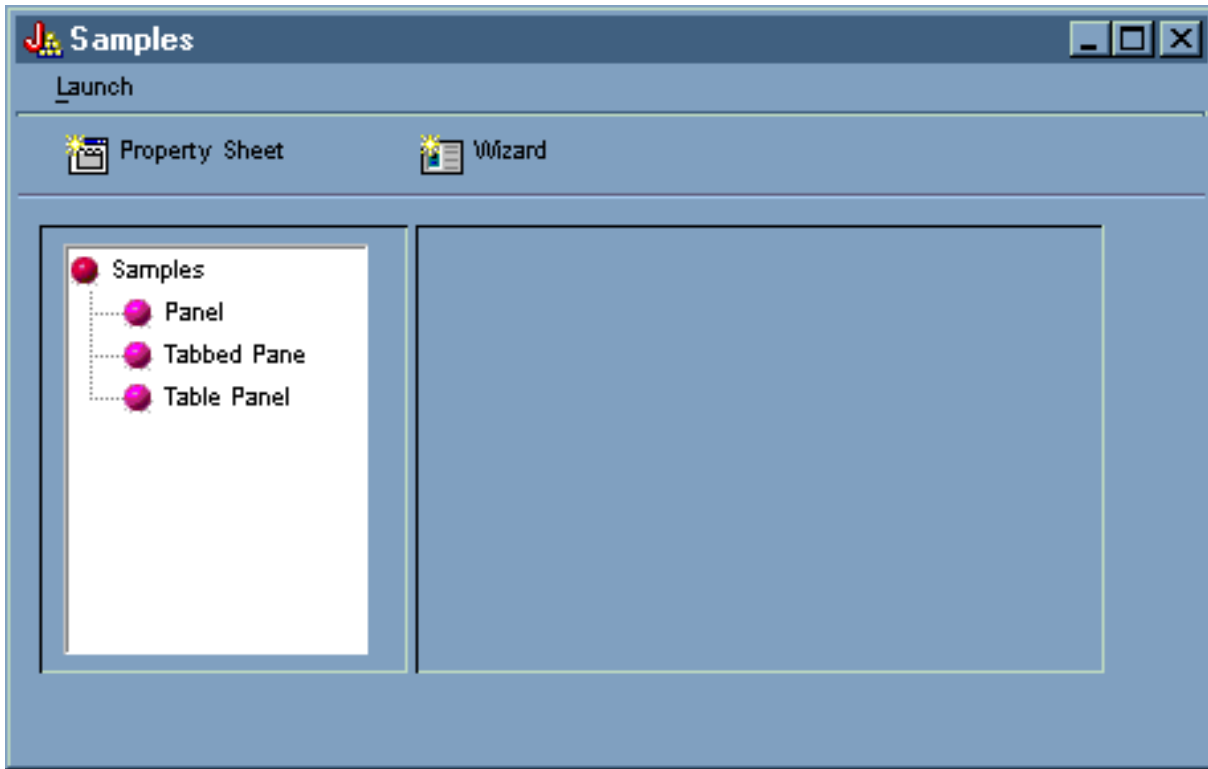 Samples
Launch
Property Sheet Wizard
Samples
Panel
Tabbed Pane
Table Panel